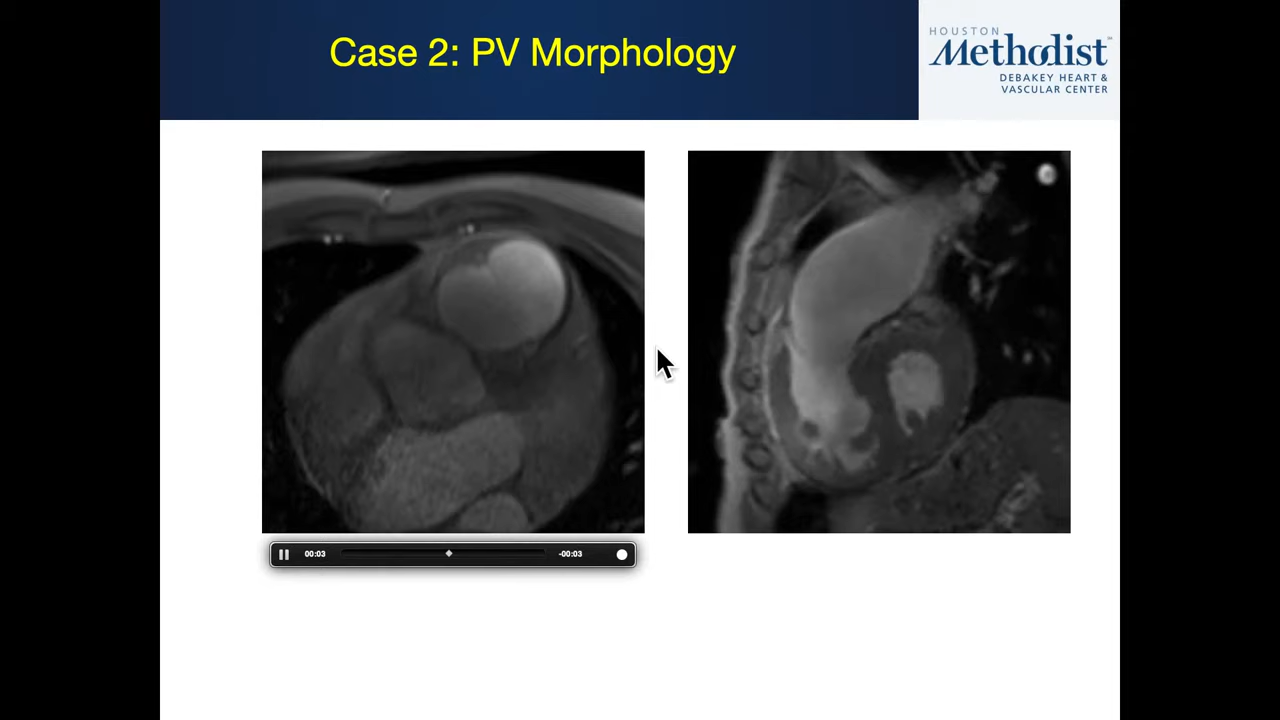 Case 2: PV Morphology
HOUSTON
Methodist
DEBAKEY HEART &
VASCULAR CENTER
00:03
-00:03